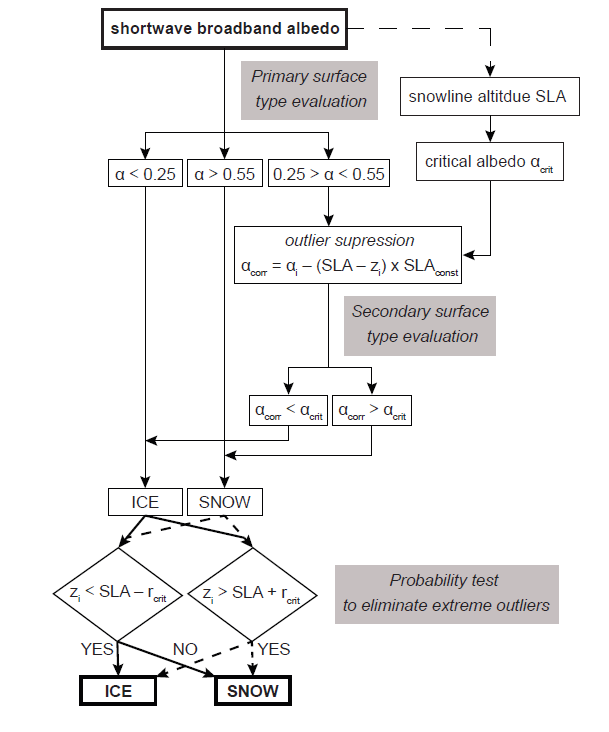 shortwave broadband albedo
Primary surface
type evaluation
snowline altitdue SLA
critical albedo αcrit
α < 0.25
α > 0.55
0.25 > α < 0.55
outlier supression
αcorr = αi – (SLA – zi) x SLAconst
Secondary surface
type evaluation
αcorr < αcrit
αcorr > αcrit
ICE
SNOW
zi < SLA – rcrit
zi > SLA + rcrit
Probability test
to eliminate extreme outliers
YES
NO
YES
ICE
SNOW